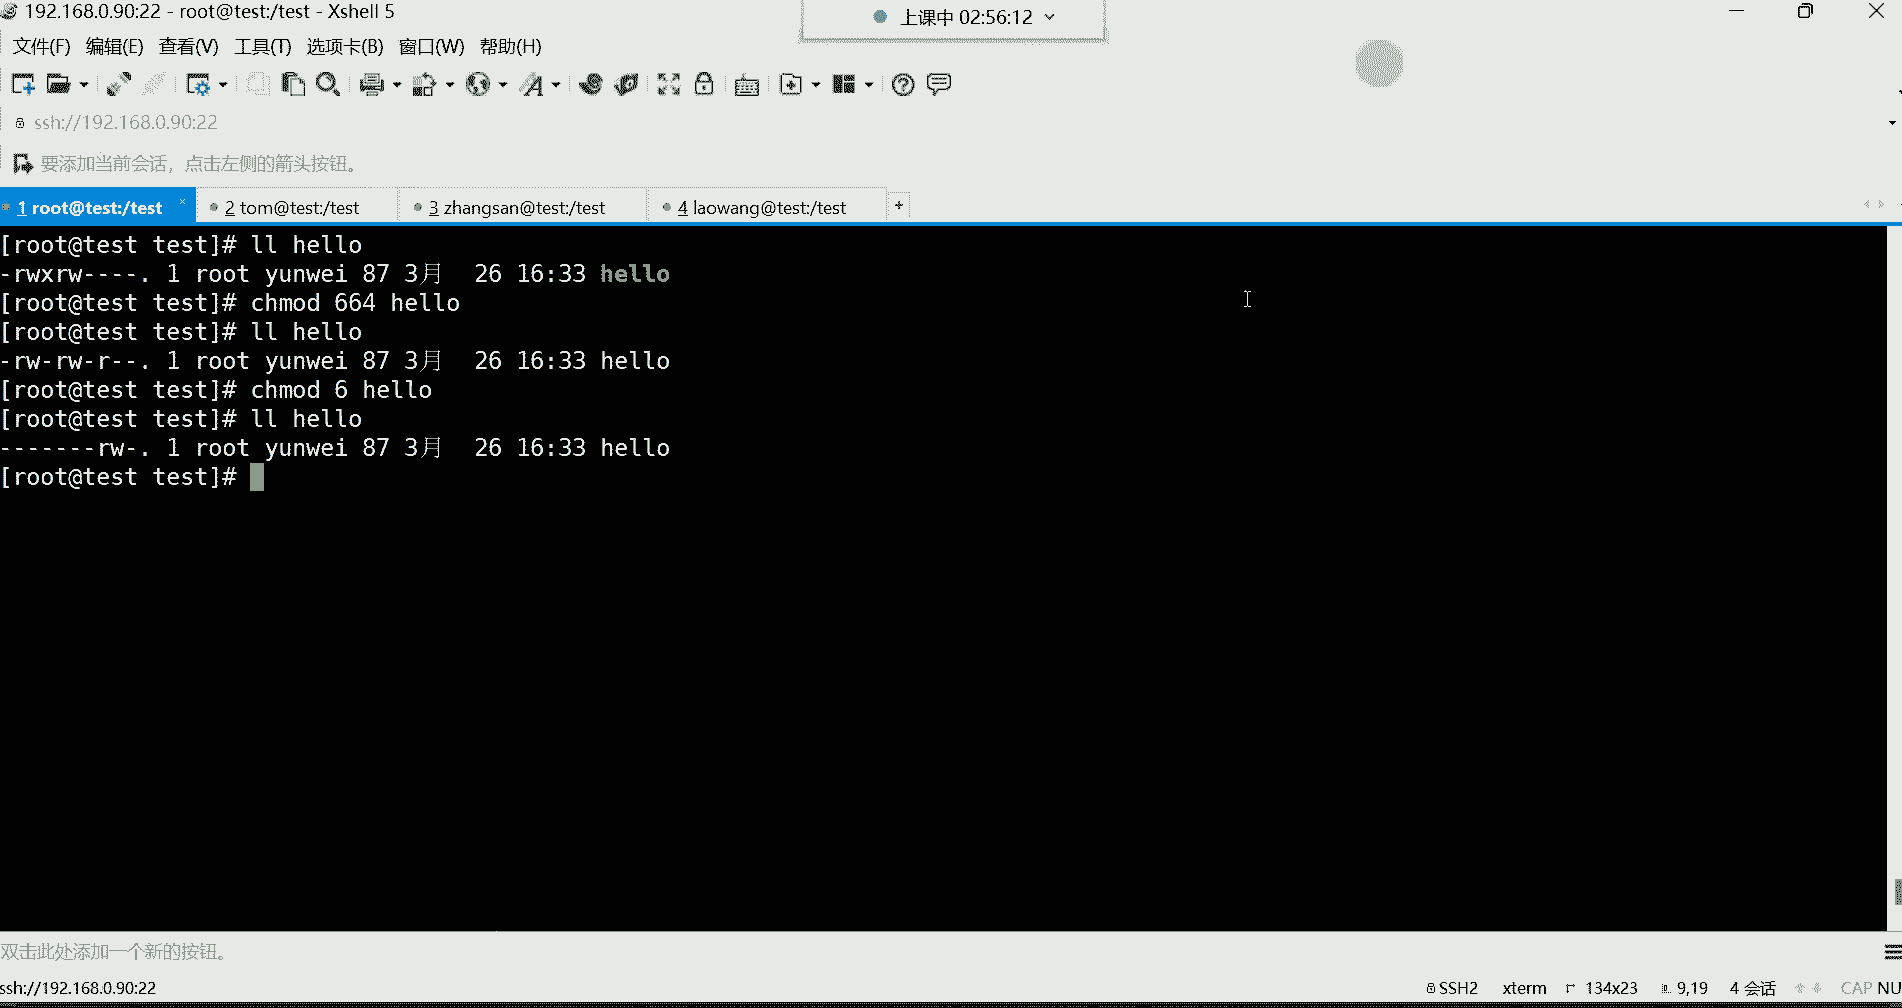 192.168.0.90:22 - root@test:/test - Xshell 5
上课中 02:56:12
文件(F) 编辑(E) 查看(V) 工具(T) 选项卡(B) 窗口(W) 帮助(H)
ssh://192.168.0.90:22
要添加当前会话，点击左侧的箭头按钮。
1 root@test:/test × 2 tom@test:/test 3 zhangsan@test:/test 4 laowang@test:/test +
[root@test test]# ll hello
-rwxrw----. 1 root yunwei 87 3月  26 16:33 hello
[root@test test]# chmod 664 hello
[root@test test]# ll hello
-rw-rw-r--. 1 root yunwei 87 3月  26 16:33 hello
[root@test test]# chmod 6 hello
[root@test test]# ll hello
-------rw-. 1 root yunwei 87 3月  26 16:33 hello
[root@test test]#
双击此处添加一个新的按钮。
ssh://192.168.0.90:22 SSH2 xterm 134x23 9,19 4 会话 CAP NU